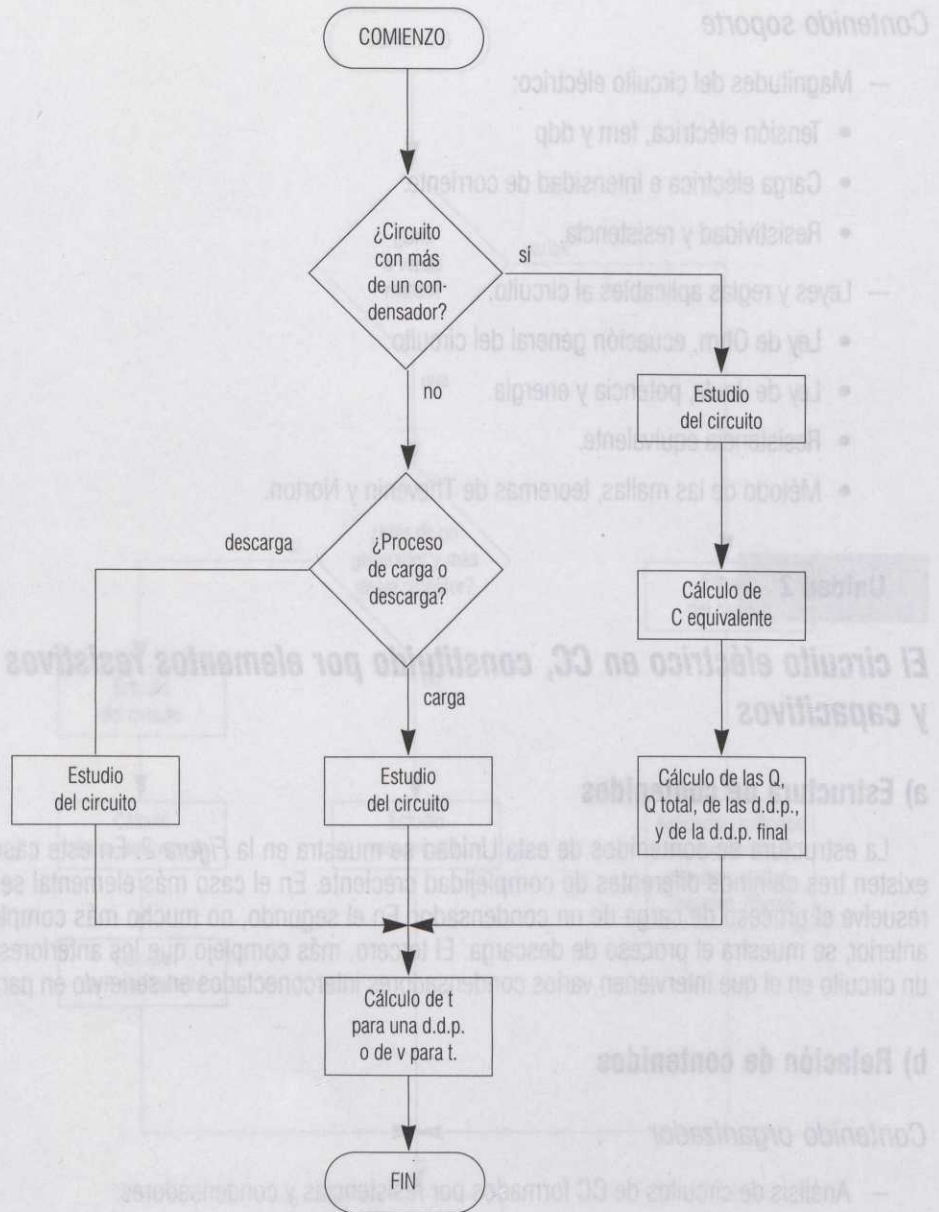 COMIENZO
¿Circuito
con más
de un con-
densador?
sí
no
Estudio
del circuito
descarga
¿Proceso
de carga o
descarga?
Cálculo de
C equivalente
carga
Estudio
del circuito
Estudio
del circuito
Cálculo de las Q,
Q total, de las d.d.p.,
y de la d.d.p. final
Cálculo de t
para una d.d.p.
o de v para t.
FIN
Contenido soporte
— Magnitudes del circuito eléctrico:
• Tensión eléctrica, fem y ddp
• Carga eléctrica e intensidad de corriente.
• Resistividad y resistencia.
— Leyes y reglas aplicables al circuito.
• Ley de Ohm, ecuación general del circuito.
• Ley de potencia y energía.
• Resistencia equivalente.
• Método de las mallas, teoremas de Thevenin y Norton.
Unidad 2
El circuito eléctrico en CC, constituido por elementos resistivos
y capacitivos
a) Estructura de contenidos
La estructura de contenidos de esta Unidad se muestra en la Figura 2. En este caso
existen tres caminos diferentes de complejidad creciente. En el caso más elemental se
resuelve el proceso de carga de un condensador. En el segundo, no mucho más
anterior, se muestra el proceso de descarga. El tercero, más complejo que los anteriores
un circuito en el que intervienen varios condensadores interconectados en serie y/o en
b) Relación de contenidos
Contenido organizador
— Análisis de circuitos de CC formados por resistencias y condensadores.